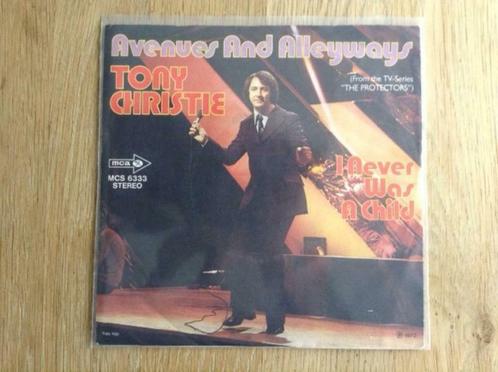 Avenues And Alleyways
TONY
CHRISTIE
(From the TV-Series
"THE PROTECTORS")
mca
MCS 6333
STEREO
I Never
Was
A Child